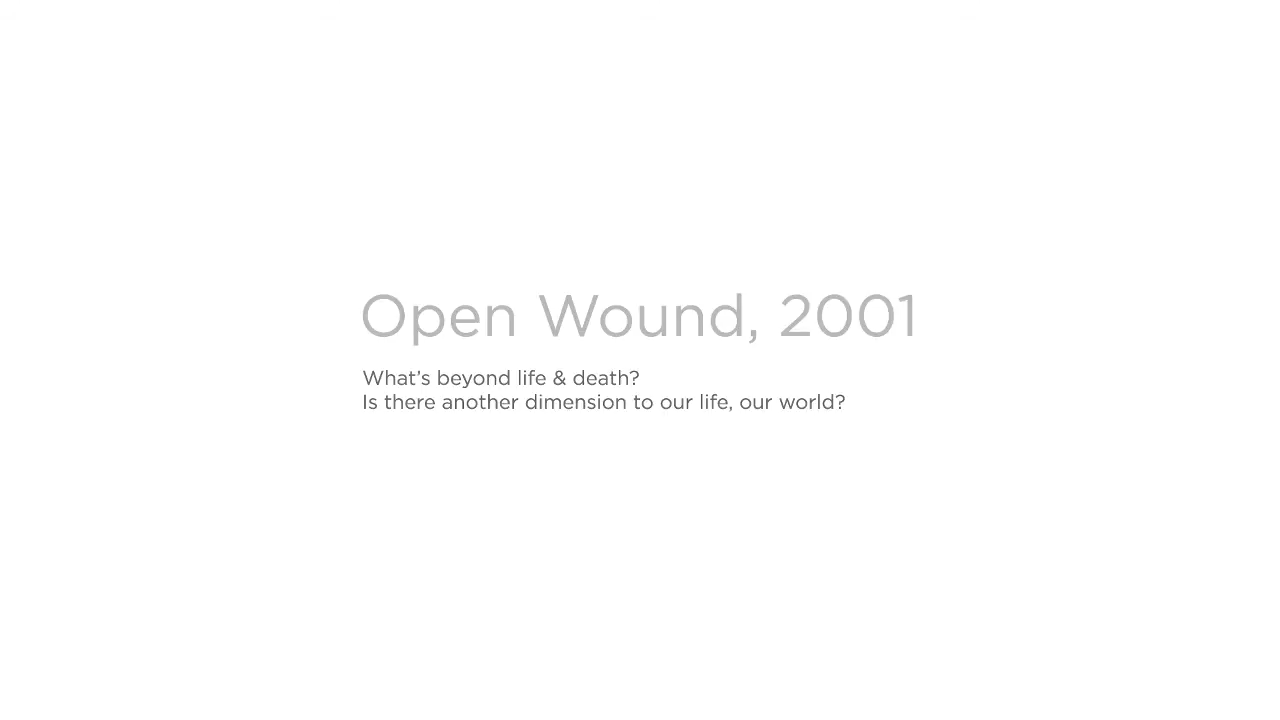 Open Wound, 2001
What’s beyond life & death?
Is there another dimension to our life, our world?